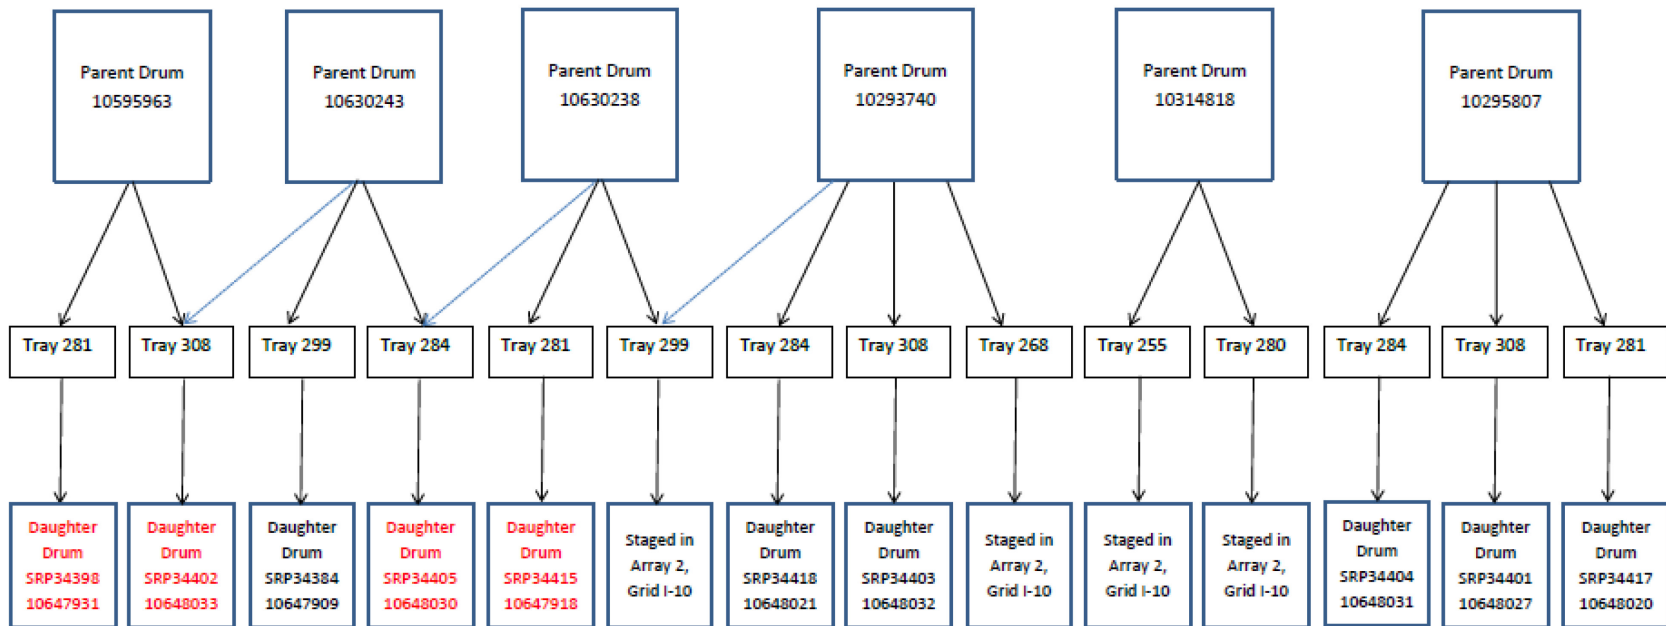 Parent Drum
10595963
Parent Drum
10630243
Parent Drum
10630238
Parent Drum
10293740
Parent Drum
10314818
Parent Drum
10295807
Tray 281
Tray 308
Tray 299
Tray 284
Tray 281
Tray 299
Tray 284
Tray 308
Tray 268
Tray 255
Tray 280
Tray 284
Tray 308
Tray 281
Daughter
Drum
SRP34398
10647931
Daughter
Drum
SRP34402
10648033
Daughter
Drum
SRP34384
10647909
Daughter
Drum
SRP34405
10648030
Daughter
Drum
SRP34415
10647918
Staged in
Array 2,
Grid I-10
Daughter
Drum
SRP34418
10648021
Daughter
Drum
SRP34403
10648032
Staged in
Array 2,
Grid I-10
Staged in
Array 2,
Grid I-10
Staged in
Array 2,
Grid I-10
Daughter
Drum
SRP34404
10648031
Daughter
Drum
SRP34401
10648027
Daughter
Drum
SRP34417
10648020